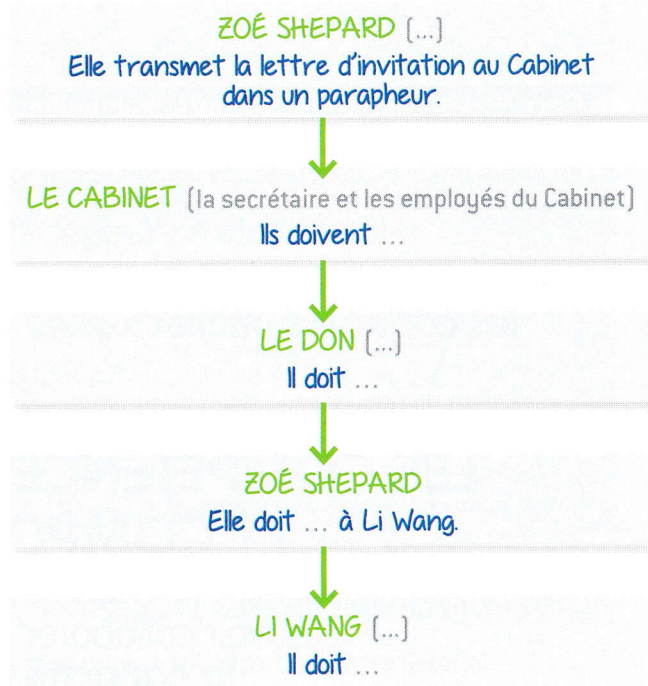 ZOÉ SHEPARD (...)
Elle transmet la lettre d'invitation au Cabinet
dans un parapheur.
LE CABINET (la secrétaire et les employés du Cabinet)
Ils doivent ...
LE DON (...)
Il doit ...
ZOÉ SHEPARD
Elle doit ... à Li Wang.
LI WANG (...)
Il doit ...